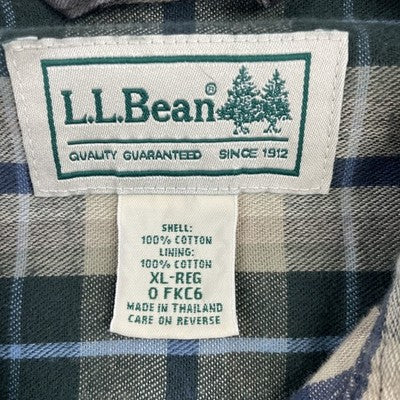 L.L.Bean®
QUALITY GUARANTEED SINCE 1912
SHELL:
100% COTTON
LINING:
100% COTTON
XL-REG
0 FKC6
MADE IN THAILAND
CARE ON REVERSE